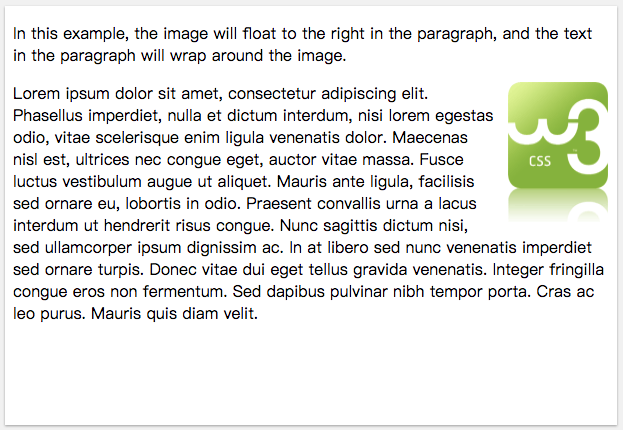 In this example, the image will float to the right in the paragraph, and the text
in the paragraph will wrap around the image.
Lorem ipsum dolor sit amet, consectetur adipiscing elit.
Phasellus imperdiet, nulla et dictum interdum, nisi lorem egestas
odio, vitae scelerisque enim ligula venenatis dolor. Maecenas
nisl est, ultrices nec congue eget, auctor vitae massa. Fusce
luctus vestibulum augue ut aliquet. Mauris ante ligula, facilisis
sed ornare eu, lobortis in odio. Praesent convallis urna a lacus
interdum ut hendrerit risus congue. Nunc sagittis dictum nisi,
sed ullamcorper ipsum dignissim ac. In at libero sed nunc venenatis imperdiet
sed ornare turpis. Donec vitae dui eget tellus gravida venenatis. Integer fringilla
congue eros non fermentum. Sed dapibus pulvinar nibh tempor porta. Cras ac
leo purus. Mauris quis diam velit.
w3
CSS